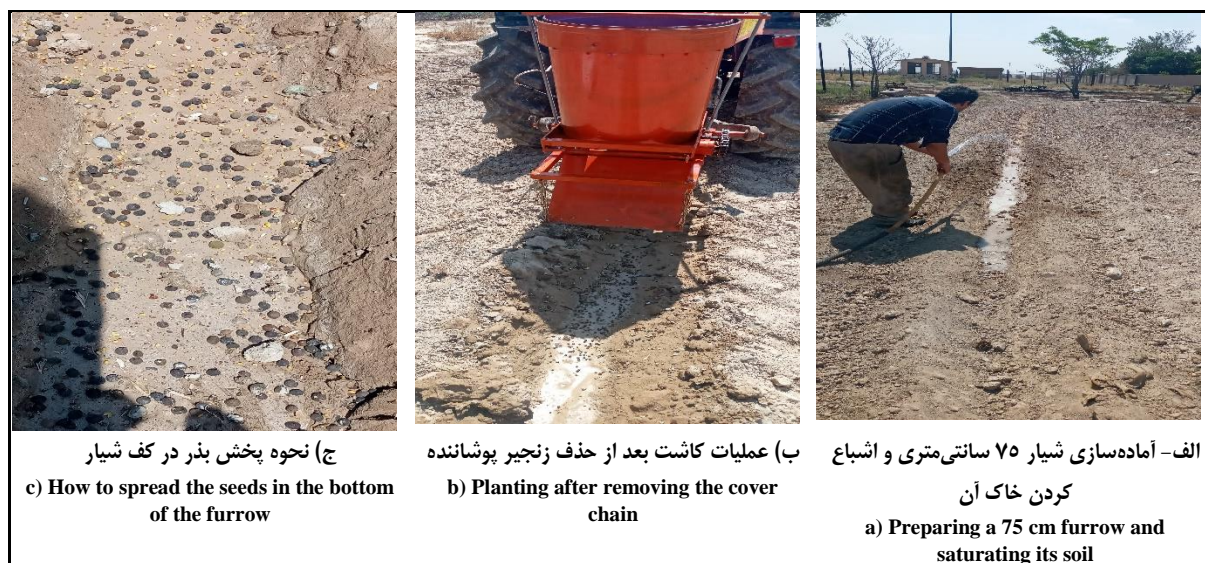 الف- آماده‌سازی شیار ۷۵ سانتی‌متری و اشباع
کردن خاک آن
a) Preparing a 75 cm furrow and
saturating its soil
ب) عملیات کاشت بعد از حذف زنجیر پوشاننده
b) Planting after removing the cover
chain
ج) نحوه پخش بذر در کف شیار
c) How to spread the seeds in the bottom
of the furrow